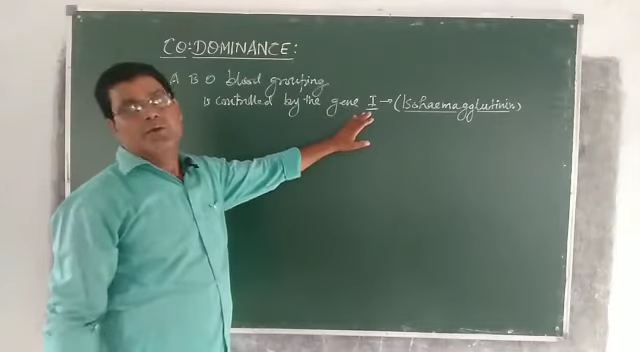 CO:DOMINANCE:
A B O blood grouping
is controlled by the gene I → (Isohaemagglutinin)